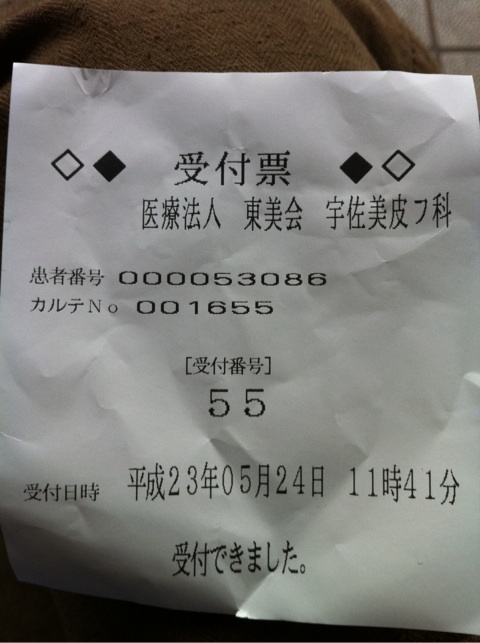 ◇◆ 受付票 ◆◇
医療法人 東美会 宇佐美皮フ科
患者番号 000053086
カルテNo 001655
[受付番号]
55
受付日時 平成23年05月24日 11時41分
受付できました。